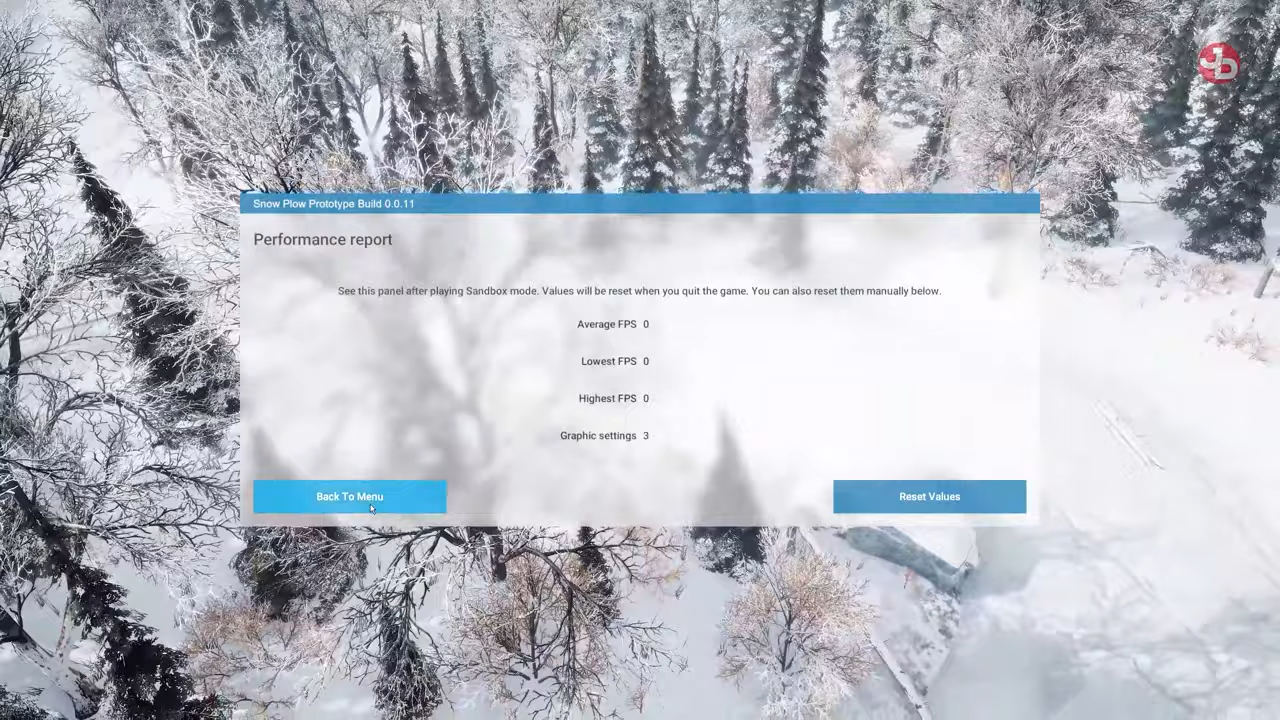 Snow Plow Prototype Build 0.0.11
Performance report
See this panel after playing Sandbox mode. Values will be reset when you quit the game. You can also reset them manually below.
Average FPS 0
Lowest FPS 0
Highest FPS 0
Graphic settings 3
Back To Menu
Reset Values